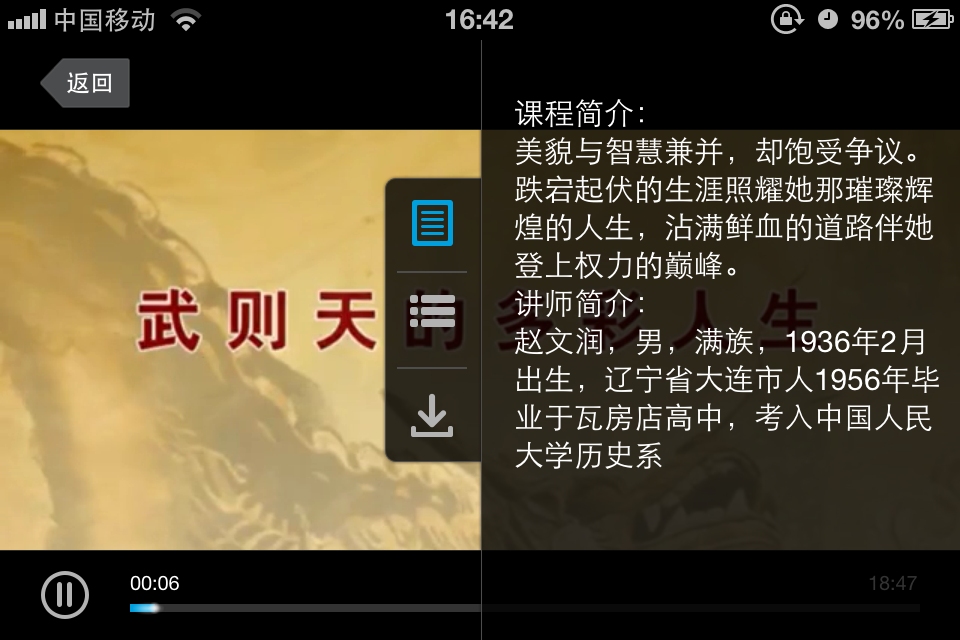 中国移动
16:42
96%
返回
武则天的多彩人生
课程简介：
美貌与智慧兼并，却饱受争议。
跌宕起伏的生涯照耀她那璀璨辉
煌的人生，沾满鲜血的道路伴她
登上权力的巅峰。
讲师简介：
赵文润，男，满族，1936年2月
出生，辽宁省大连市人1956年毕
业于瓦房店高中，考入中国人民
大学历史系
00:06
18:47